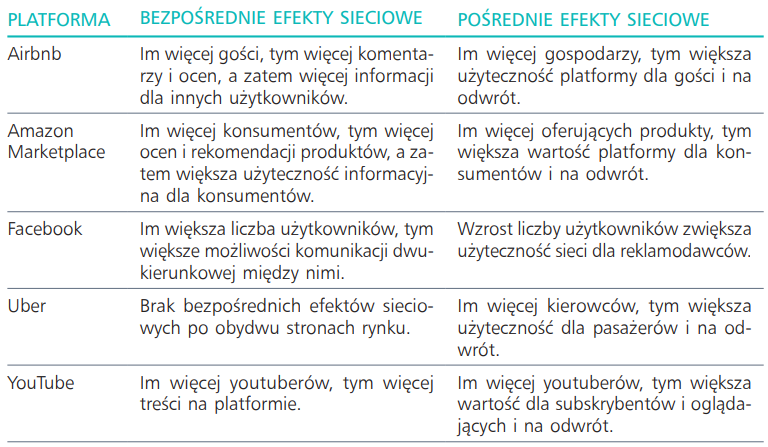 PLATFORMA BEZPOŚREDNIE EFEKTY SIECIOWE POŚREDNIE EFEKTY SIECIOWE
Airbnb
Im więcej gości, tym więcej komenta-
rzy i ocen, a zatem więcej informacji
dla innych użytkowników.
Im więcej gospodarzy, tym większa
użyteczność platformy dla gości i na
odwrót.
Amazon
Marketplace
Im więcej konsumentów, tym więcej
ocen i rekomendacji produktów, a za-
tem większa użyteczność informacyj-
na dla konsumentów.
Im więcej oferujących produkty, tym
większa wartość platformy dla kon-
sumentów i na odwrót.
Facebook
Im większa liczba użytkowników, tym
większe możliwości komunikacji dwu-
kierunkowej między nimi.
Wzrost liczby użytkowników zwiększa
użyteczność sieci dla reklamodawców.
Uber
Brak bezpośrednich efektów siecio-
wych po obydwu stronach rynku.
Im więcej kierowców, tym większa
użyteczność dla pasażerów i na od-
wrót.
YouTube
Im więcej youtuberów, tym więcej
treści na platformie.
Im więcej youtuberów, tym większa
wartość dla subskrybentów i ogląda-
jących i na odwrót.